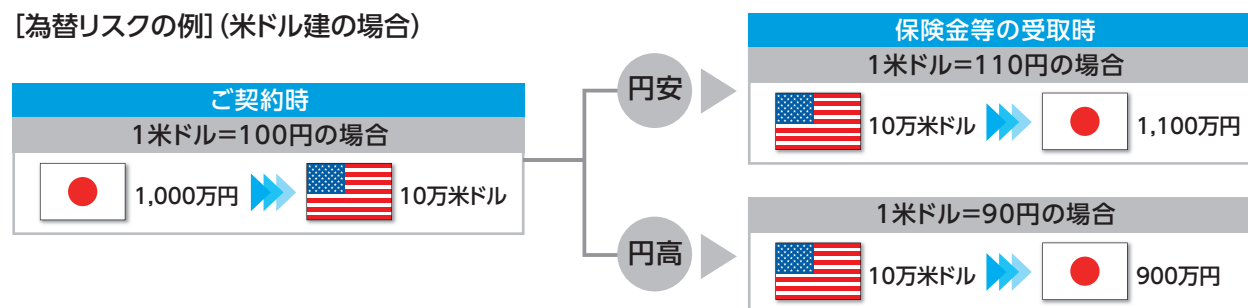 [為替リスクの例](米ドル建の場合)
ご契約時
1米ドル=100円の場合
1,000万円
10万米ドル
円安
保険金等の受取時
1米ドル=110円の場合
10万米ドル
1,100万円
円高
1米ドル=90円の場合
10万米ドル
900万円